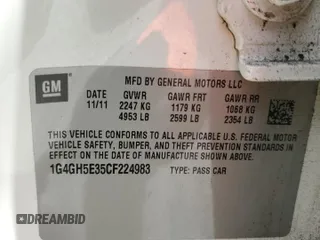 GM
MFD BY GENERAL MOTORS LLC
11/11 GVWR GAWR FRT GAWR RR
2247 KG 1179 KG 1068 KG
4953 LB 2599 LB 2354 LB
THIS VEHICLE CONFORMS TO ALL APPLICABLE U.S. FEDERAL MOTOR
VEHICLE SAFETY, BUMPER, AND THEFT PREVENTION STANDARDS
IN EFFECT ON THE DATE OF MANUFACTURE SHOWN ABOVE.
1G4GH5E35CF224983 TYPE: PASS CAR
DREAMBID